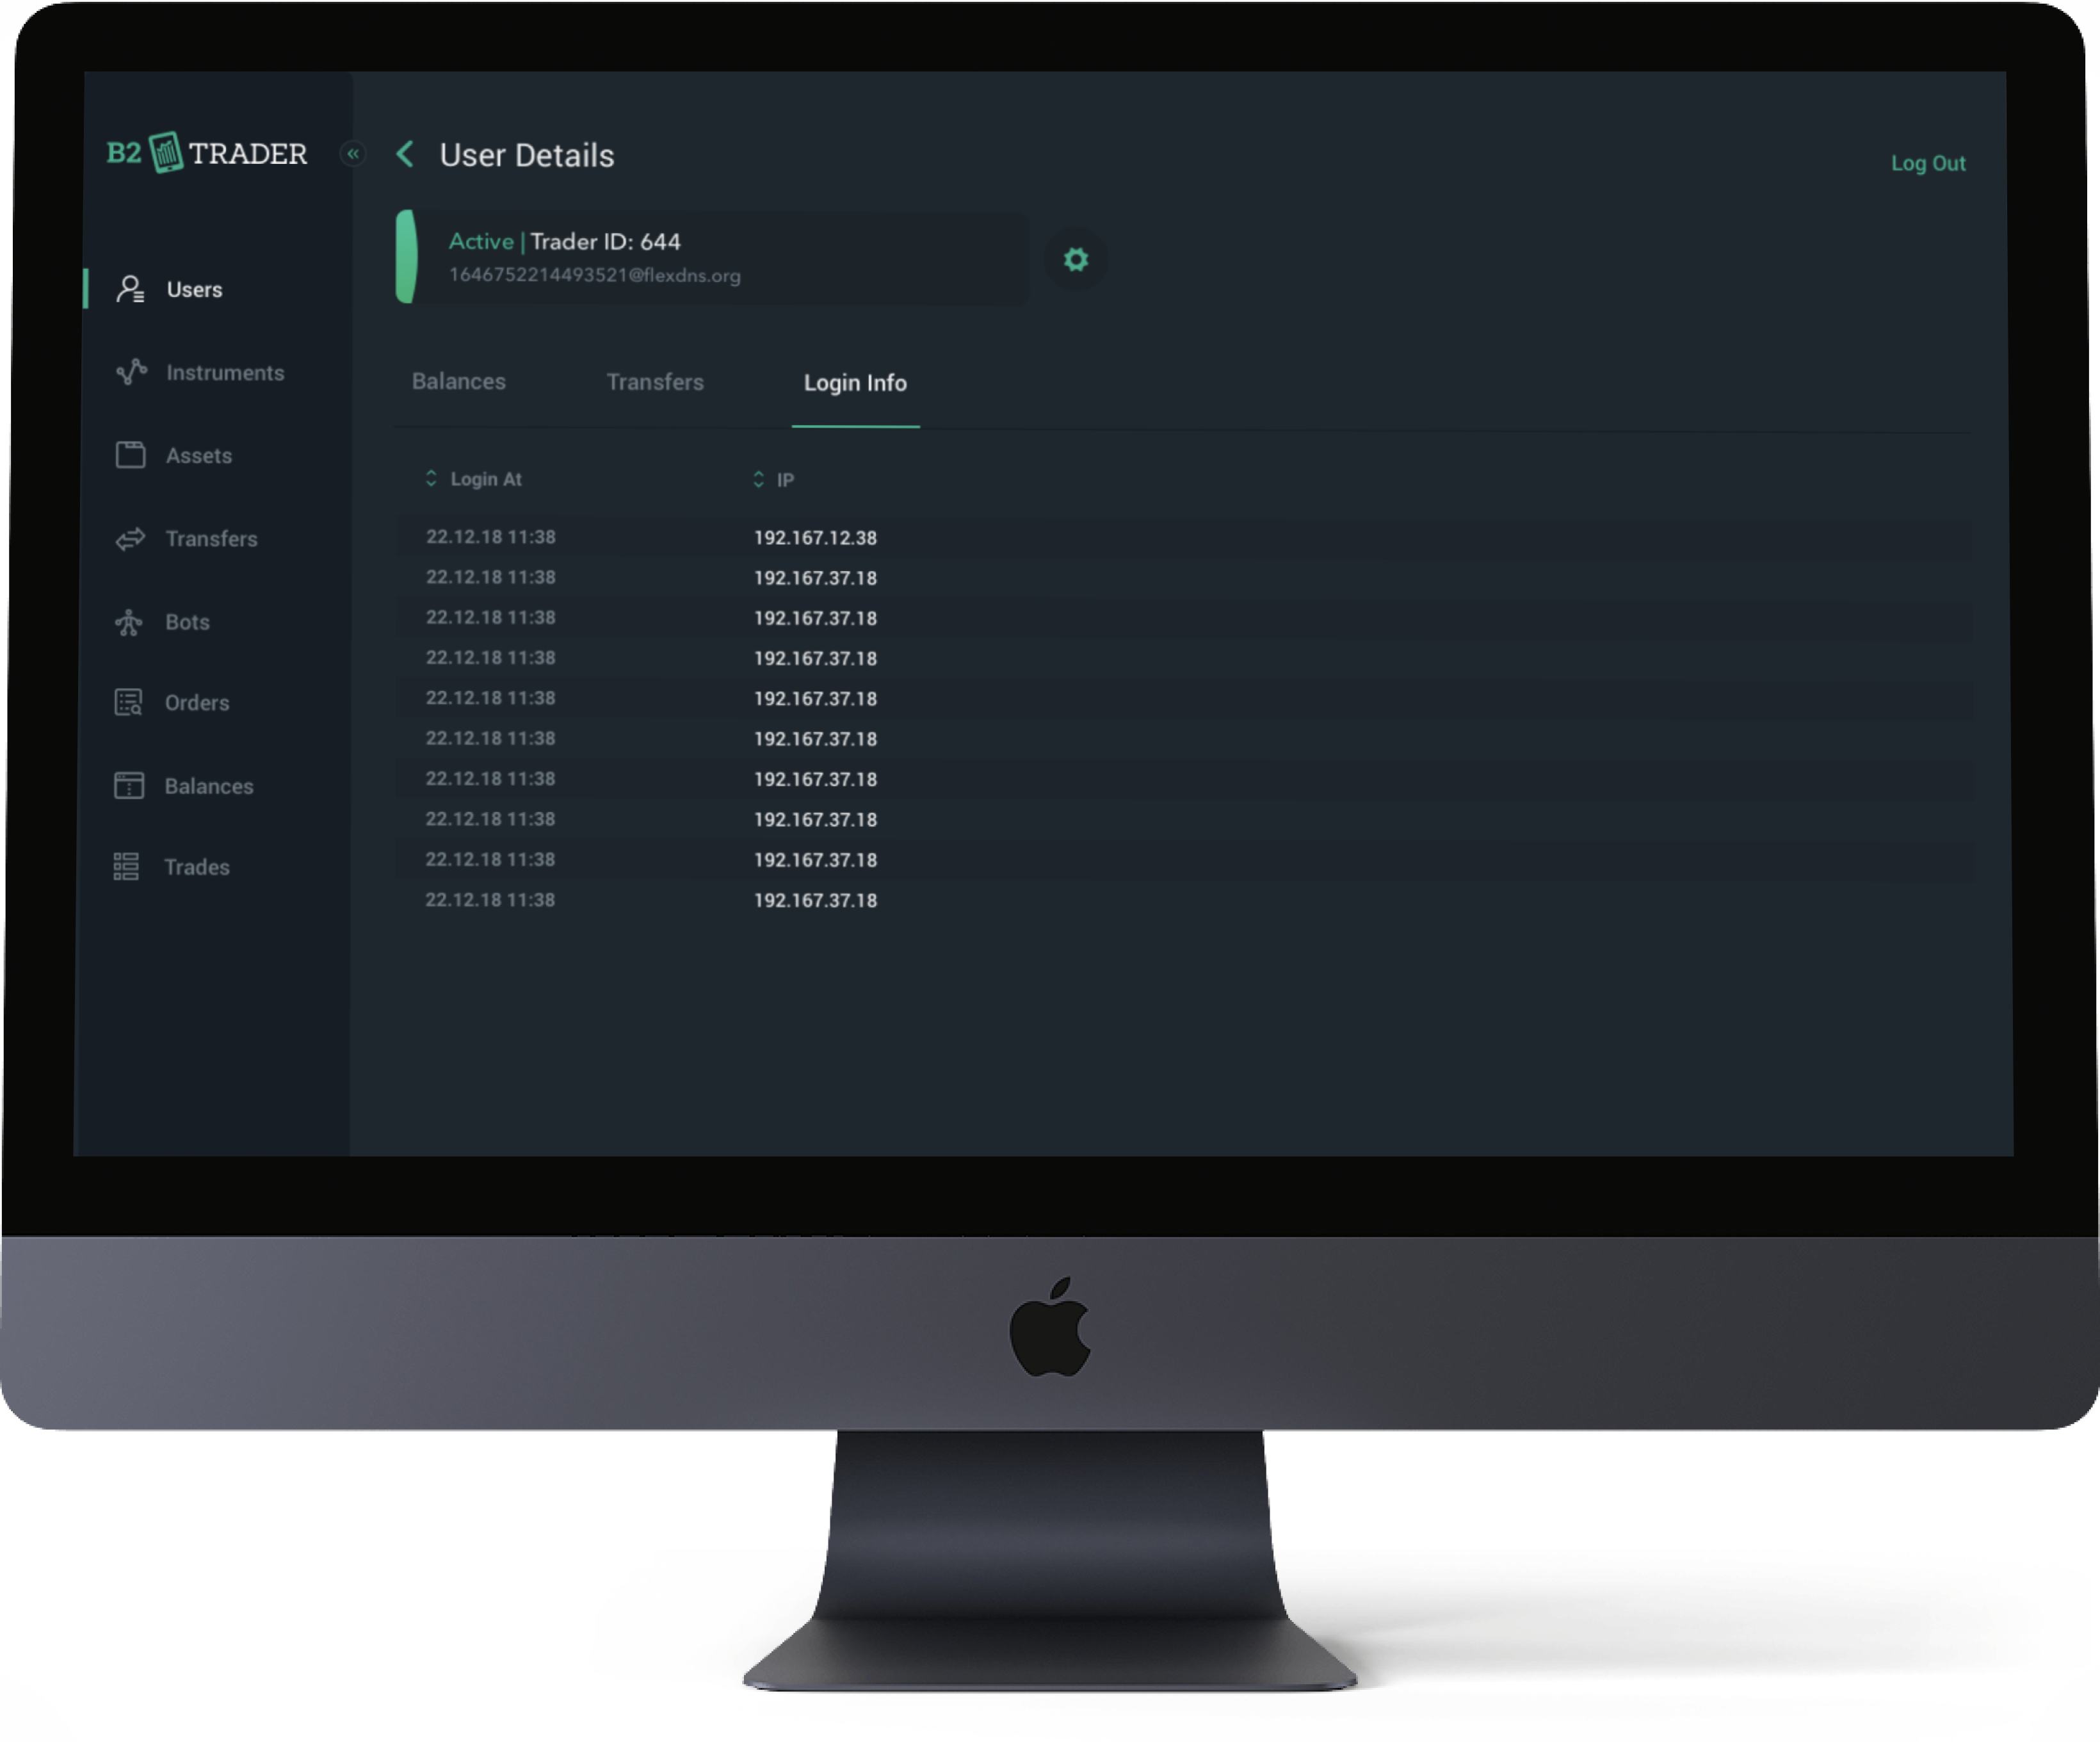 B2 TRADER
User Details
Log Out
Active | Trader ID: 644
1646752214493521@flexdns.org
Users
Instruments
Assets
Transfers
Bots
Orders
Balances
Trades
Balances Transfers Login Info
Login At IP
22.12.18 11:38 192.167.12.38
22.12.18 11:38 192.167.37.18
22.12.18 11:38 192.167.37.18
22.12.18 11:38 192.167.37.18
22.12.18 11:38 192.167.37.18
22.12.18 11:38 192.167.37.18
22.12.18 11:38 192.167.37.18
22.12.18 11:38 192.167.37.18
22.12.18 11:38 192.167.37.18
22.12.18 11:38 192.167.37.18